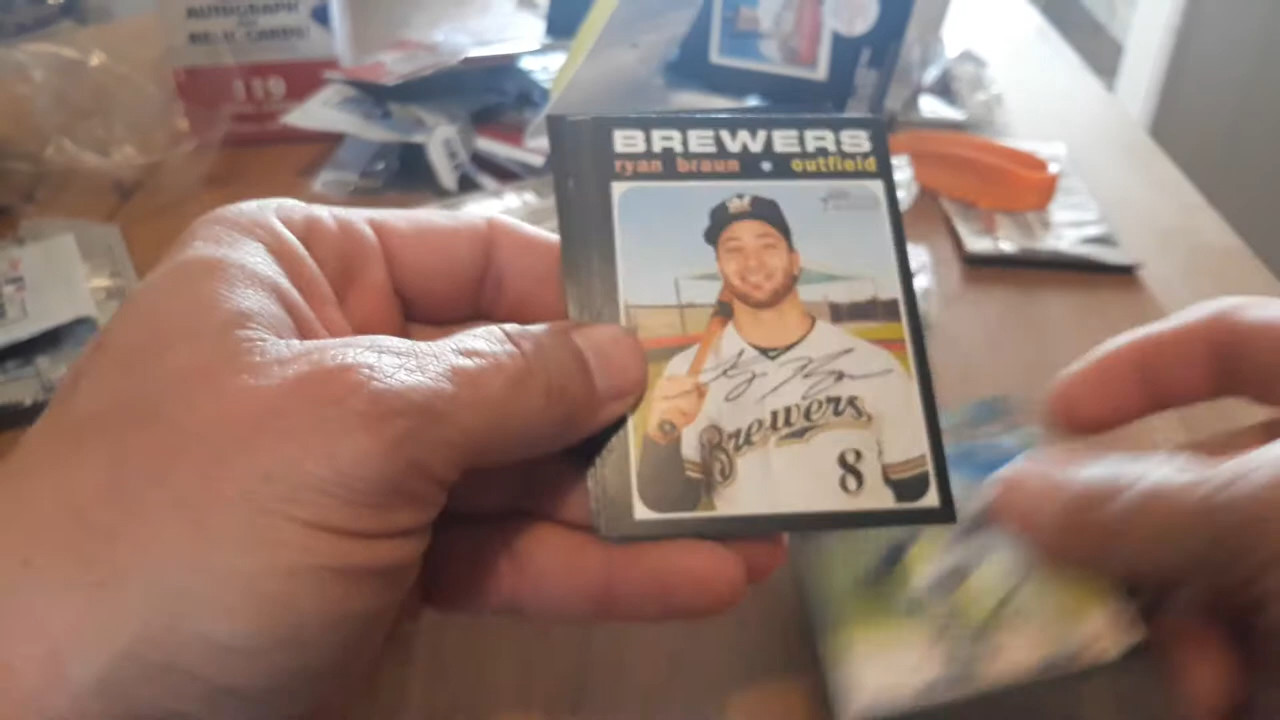 AUTOGRAPH
RELIC CARDS!
119
BREWERS
ryan braun • outfield
Brewers
8